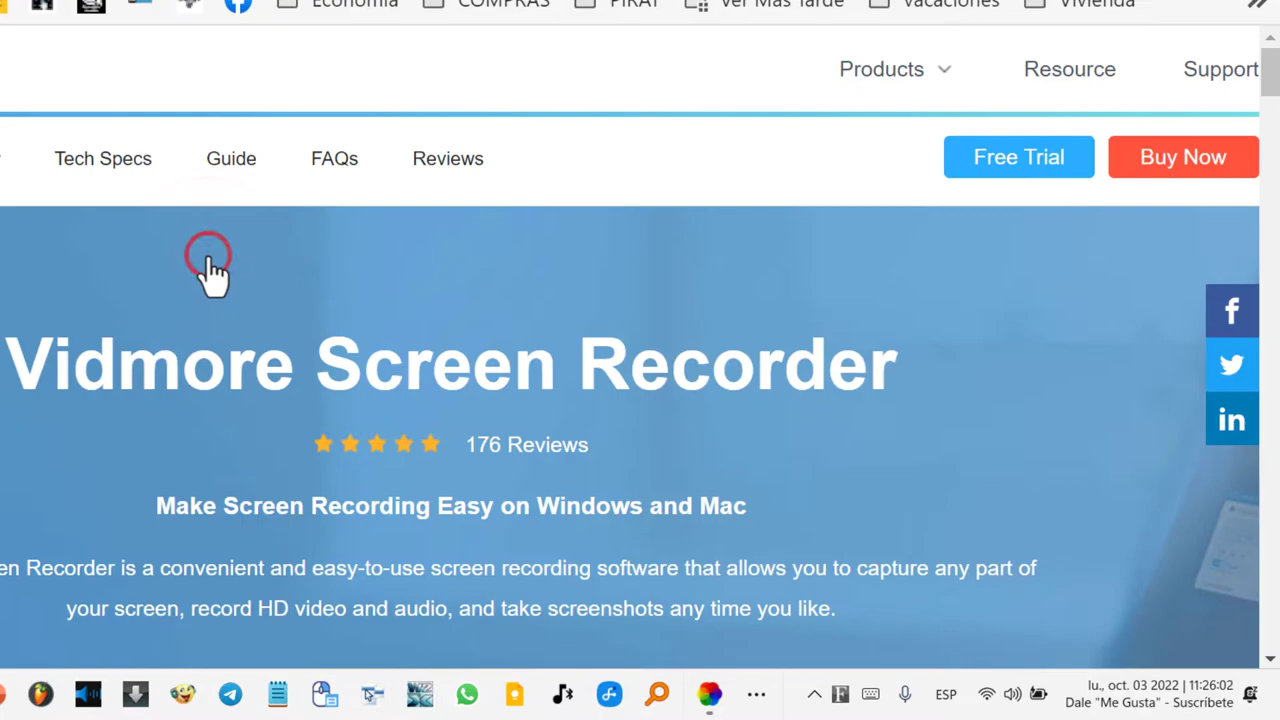 Economía COMPRAS PIRAT Ver Más Tarde Vacaciones Vivienda
Products Resource Support
Tech Specs Guide FAQs Reviews Free Trial Buy Now
Vidmore Screen Recorder
176 Reviews
Make Screen Recording Easy on Windows and Mac
en Recorder is a convenient and easy-to-use screen recording software that allows you to capture any part of
your screen, record HD video and audio, and take screenshots any time you like.
ESP
lu., oct. 03 2022 | 11:26:02
Dale "Me Gusta" - Suscríbete